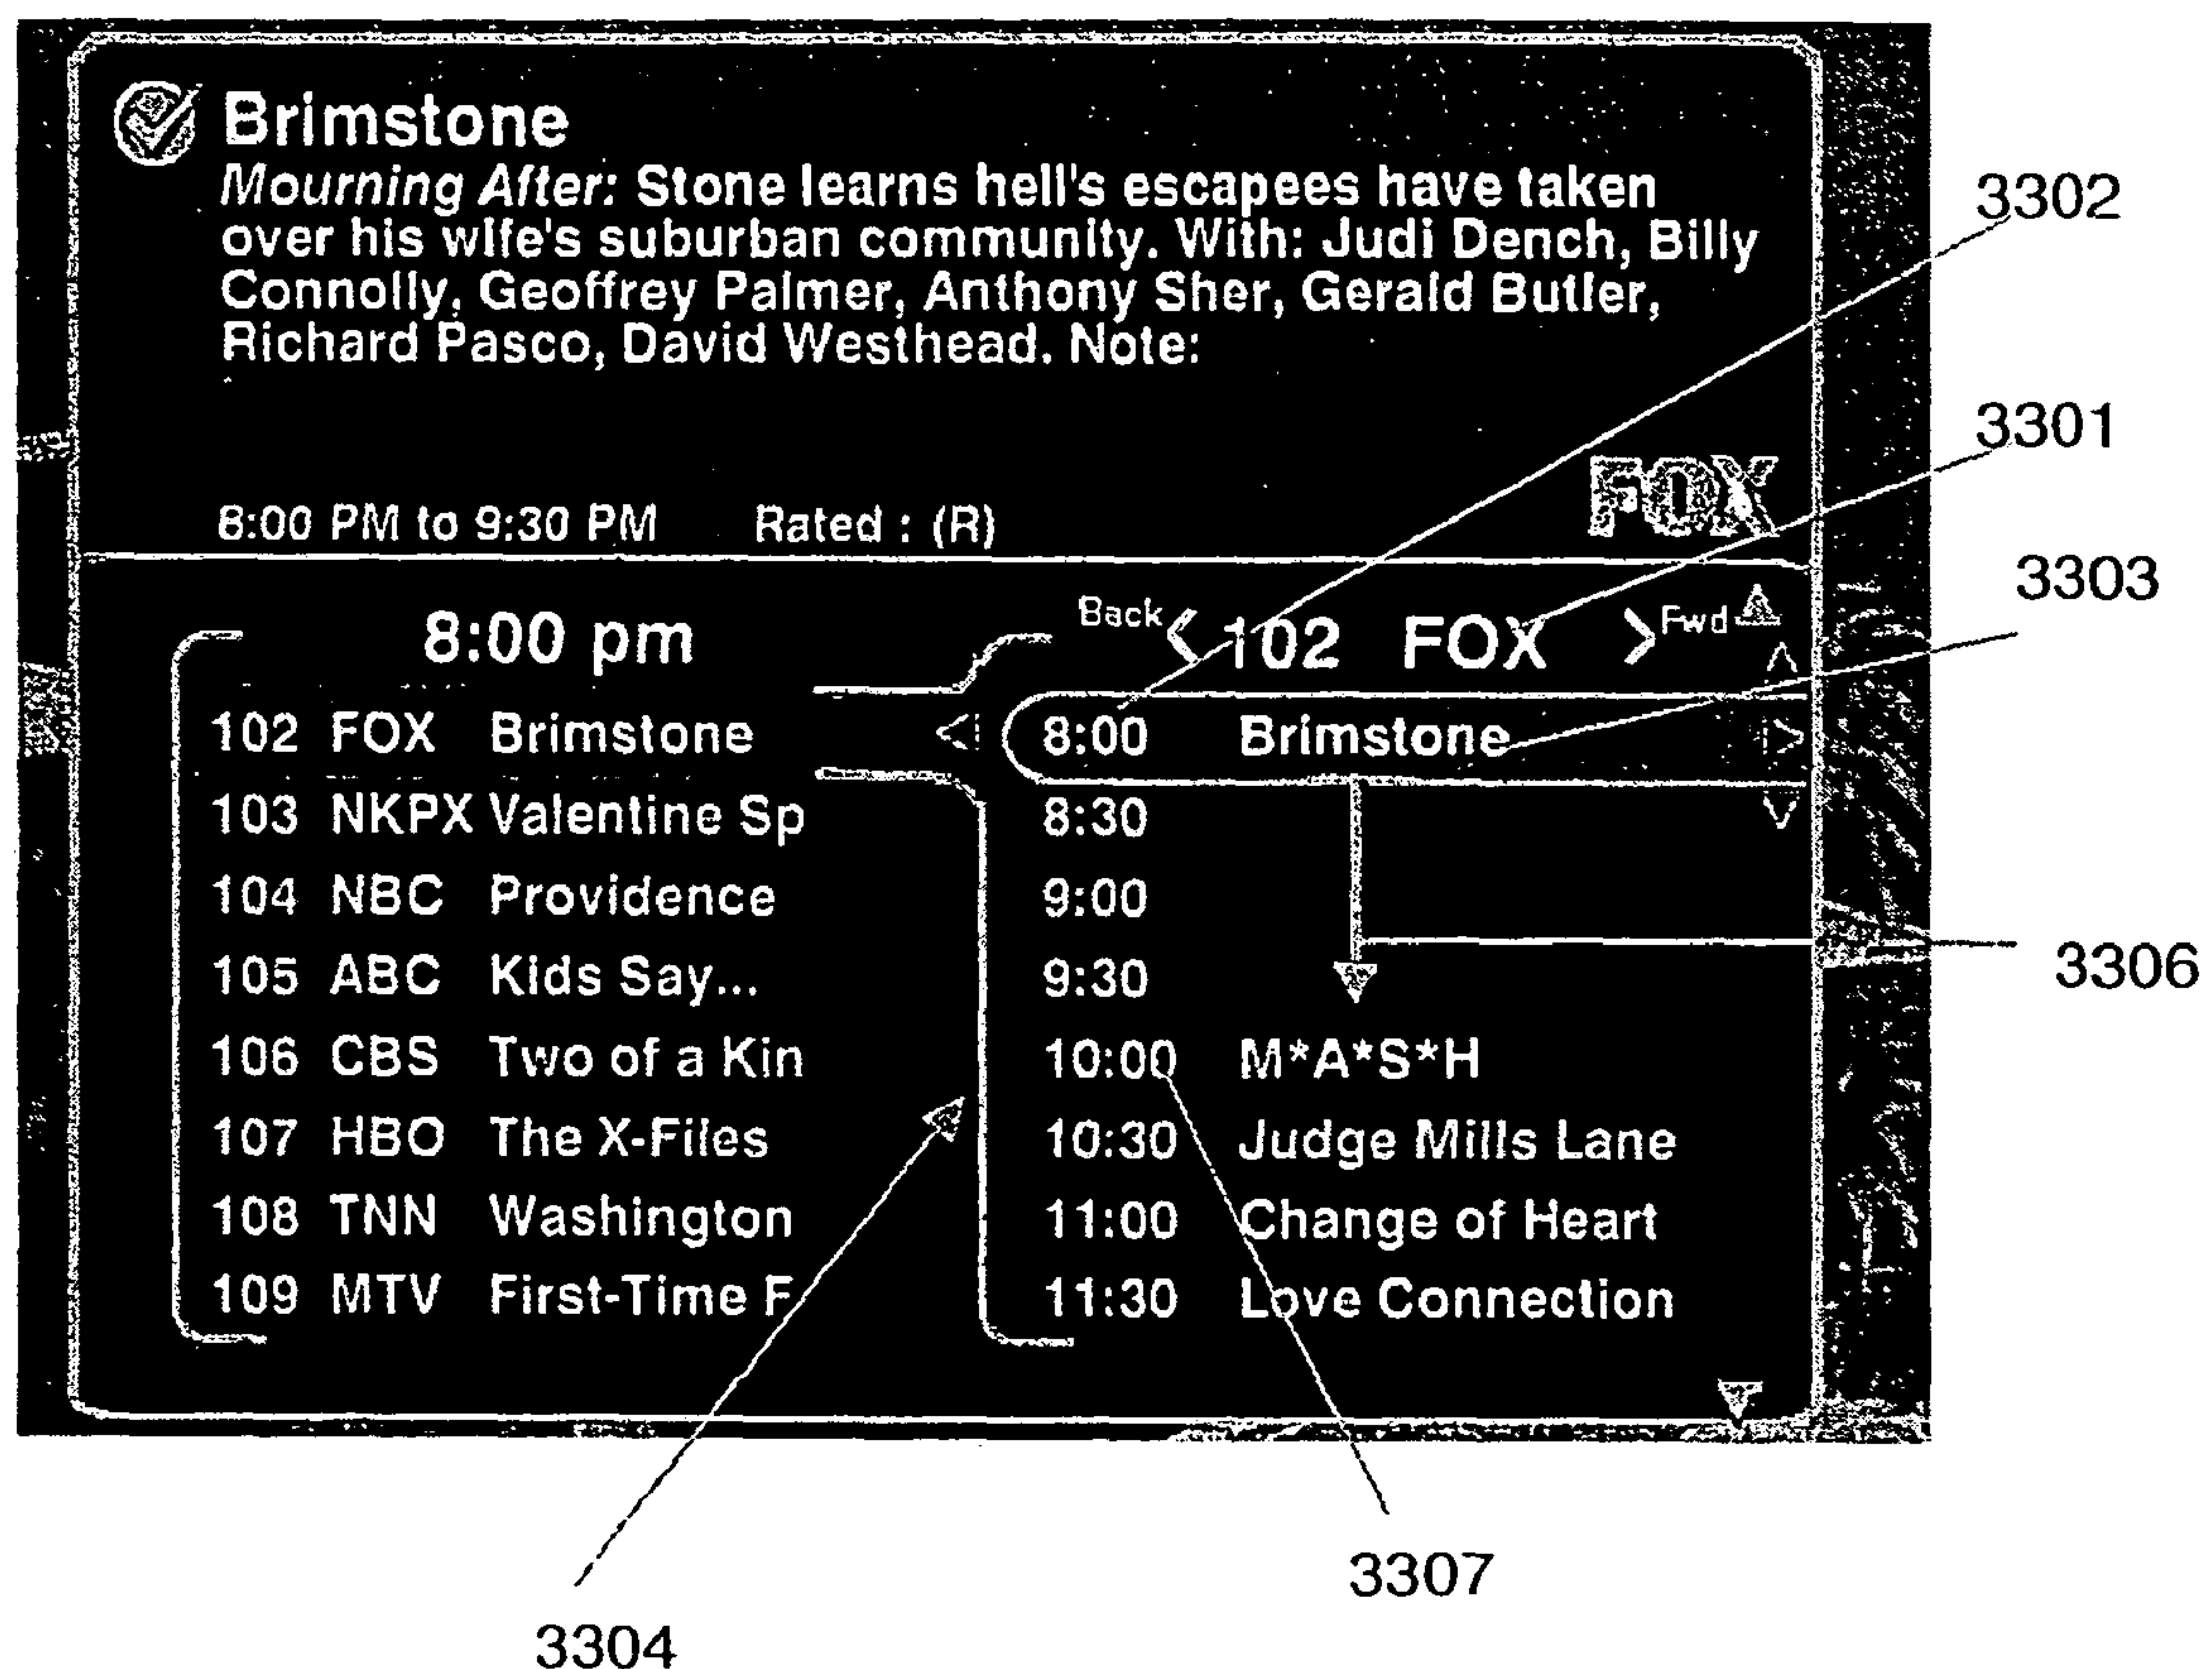 Brimstone
Mourning After: Stone learns hell's escapees have taken
over his wife's suburban community. With: Judi Dench, Billy
Connolly, Geoffrey Palmer, Anthony Sher, Gerald Butler,
Richard Pasco, David Westhead. Note:
FOX
8:00 PM to 9:30 PM Rated : (R)
8:00 pm
102 FOX Brimstone
103 NKPX Valentine Sp
104 NBC Providence
105 ABC Kids Say...
106 CBS Two of a Kin
107 HBO The X-Files
108 TNN Washington
109 MTV First-Time F
Back < 102 FOX > Fwd
8:00 Brimstone
8:30
9:00
9:30
10:00 M*A*S*H
10:30 Judge Mills Lane
11:00 Change of Heart
11:30 Love Connection
3302
3301
3303
3306
3307
3304